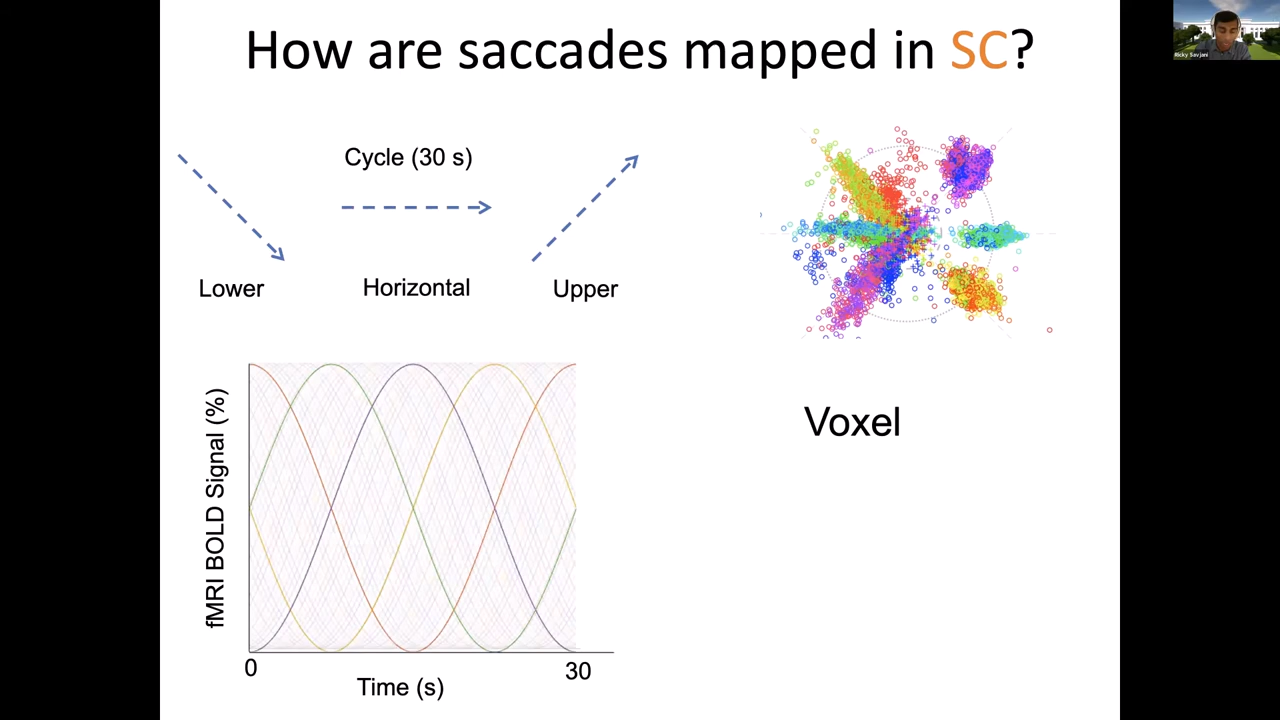 How are saccades mapped in SC?
Ricky Savjani
Cycle (30 s)
Lower
Horizontal
Upper
Voxel
fMRI BOLD Signal (%)
0
30
Time (s)